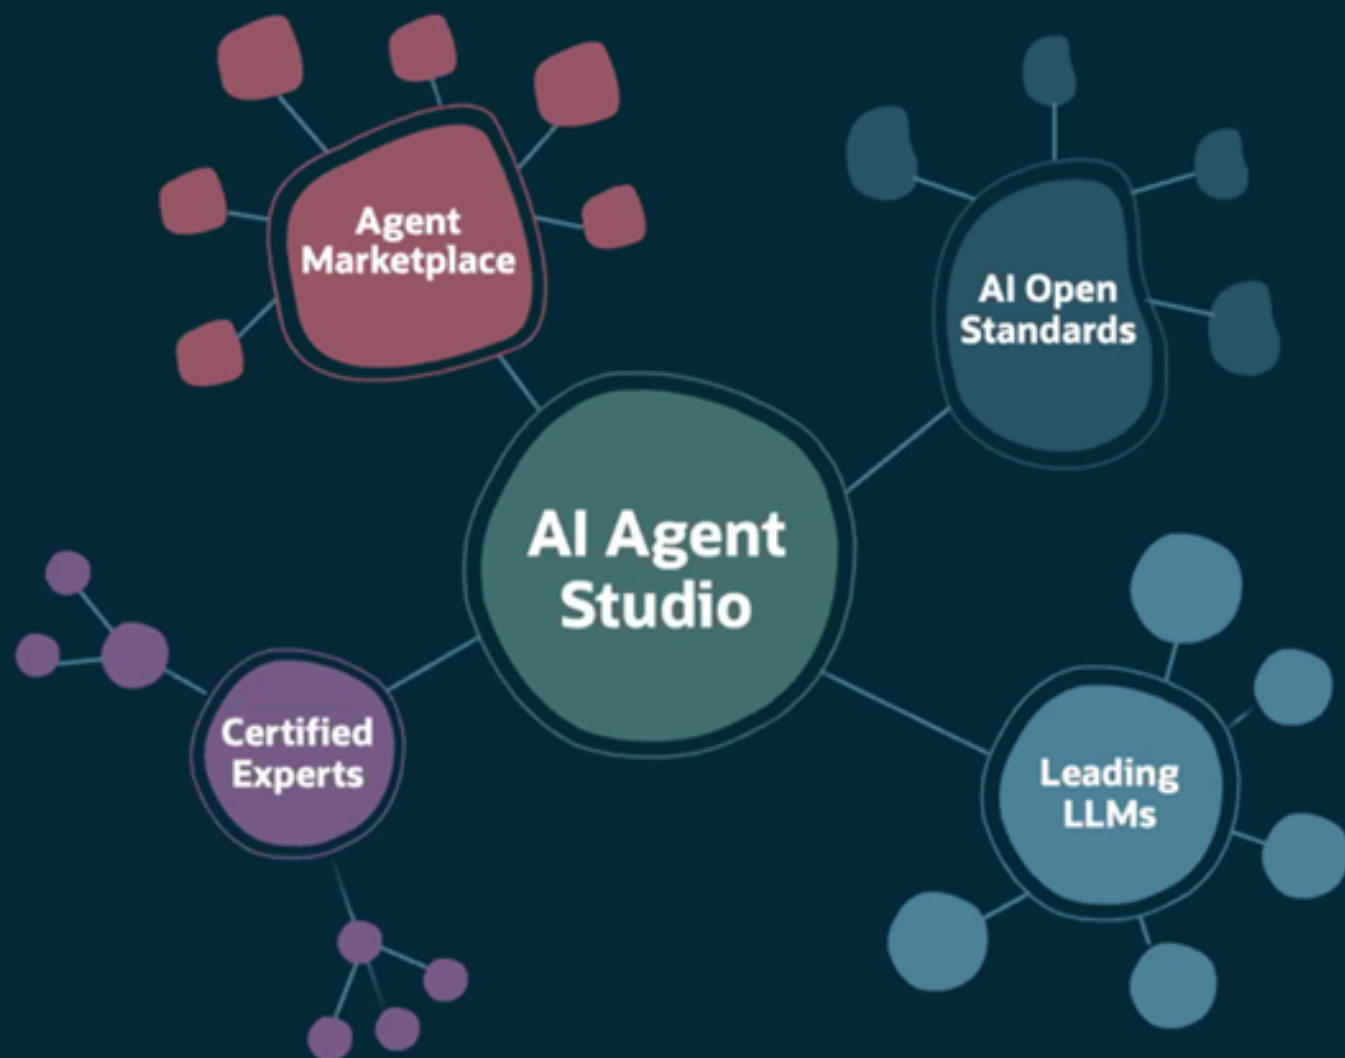 Agent
Marketplace
AI Open
Standards
AI Agent
Studio
Certified
Experts
Leading
LLMs